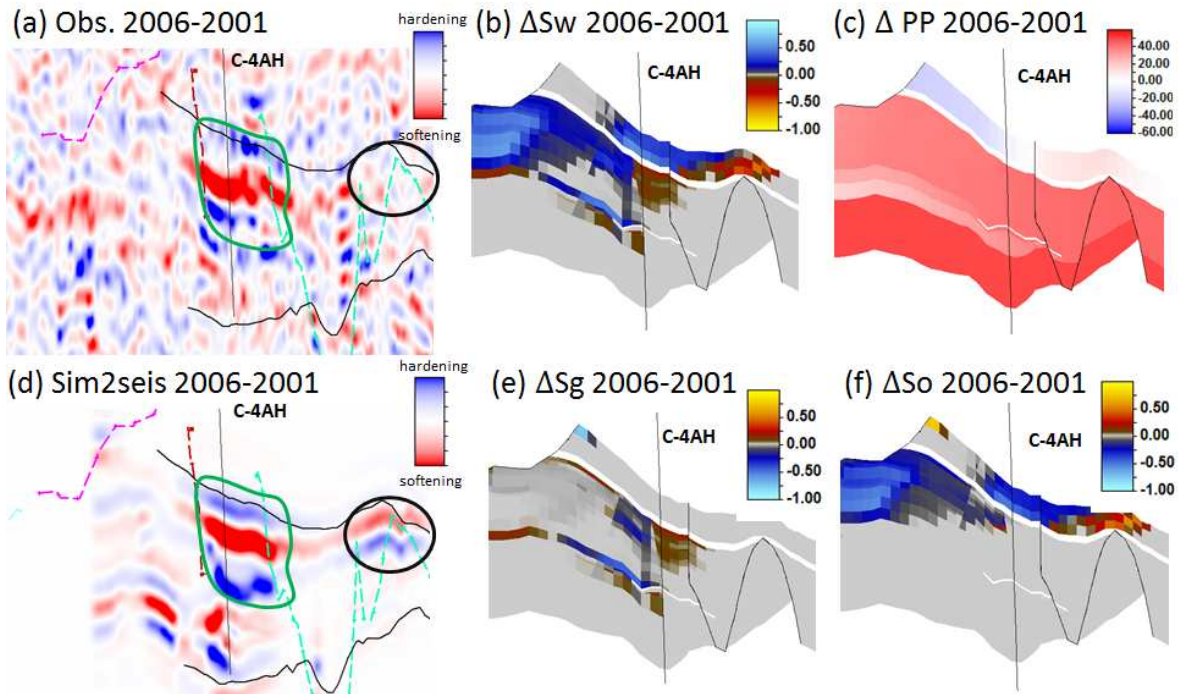 (a) Obs. 2006-2001
hardening
softening
C-4AH
(b) ΔSw 2006-2001
0.50
0.00
-0.50
-1.00
C-4AH
(c) Δ PP 2006-2001
40.00
20.00
0.00
-20.00
-40.00
-60.00
C-4AH
(d) Sim2seis 2006-2001
hardening
softening
C-4AH
(e) ΔSg 2006-2001
0.50
0.00
-0.50
-1.00
C-4AH
(f) ΔSo 2006-2001
0.50
0.00
-0.50
-1.00
C-4AH